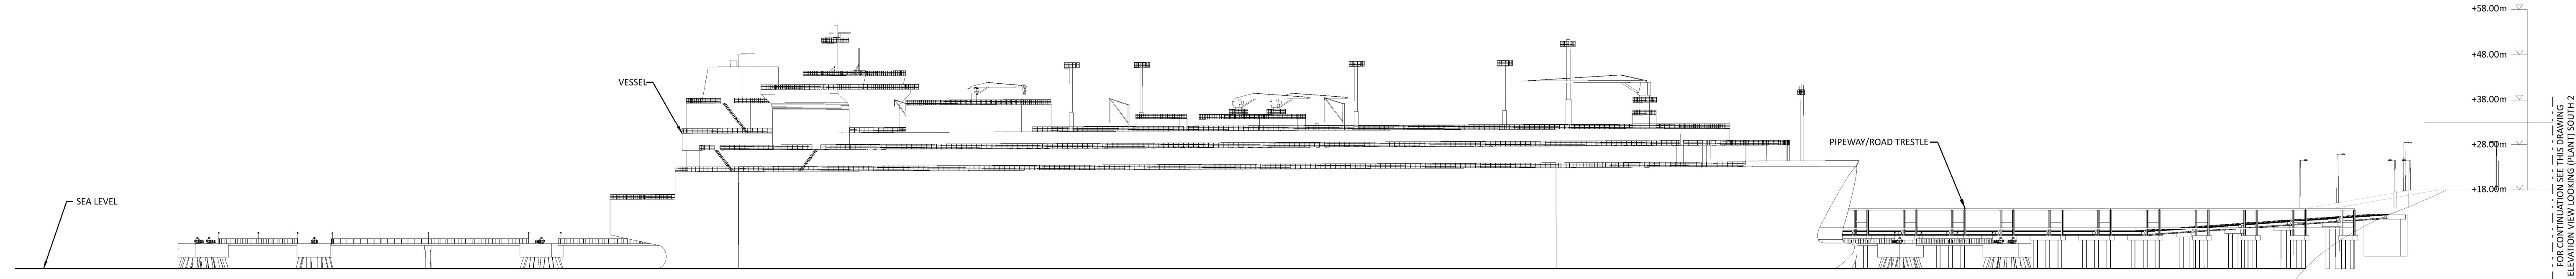 +58.00m
+48.00m
VESSEL
+38.00m
PIPEWAY/ROAD TRESTLE
+28.00m
+18.00m
SEA LEVEL
FOR CONTINUATION SEE THIS DRAWING
ELEVATION VIEW LOOKING (PLANT) SOUTH 2